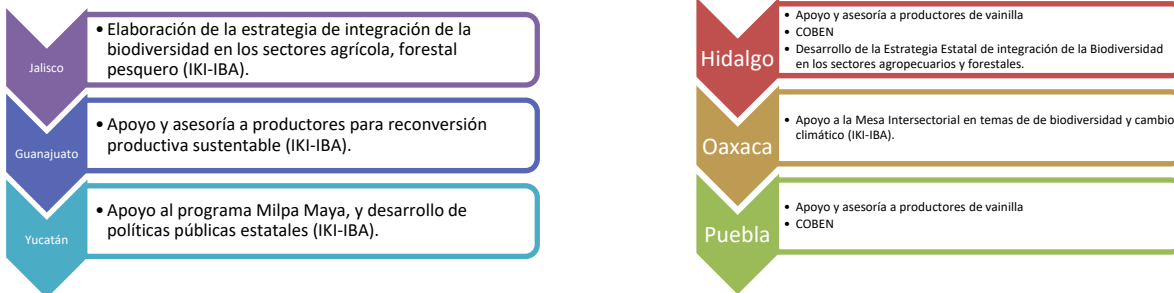 Jalisco
• Elaboración de la estrategia de integración de la
biodiversidad en los sectores agrícola, forestal
pesquero (IKI-IBA).
Guanajuato
• Apoyo y asesoría a productores para reconversión
productiva sustentable (IKI-IBA).
Yucatán
• Apoyo al programa Milpa Maya, y desarrollo de
políticas públicas estatales (IKI-IBA).
Hidalgo
• Apoyo y asesoría a productores de vainilla
• COBEN
• Desarrollo de la Estrategia Estatal de integración de la Biodiversidad
en los sectores agropecuarios y forestales.
Oaxaca
• Apoyo a la Mesa Intersectorial en temas de de biodiversidad y cambio
climático (IKI-IBA).
Puebla
• Apoyo y asesoría a productores de vainilla
• COBEN